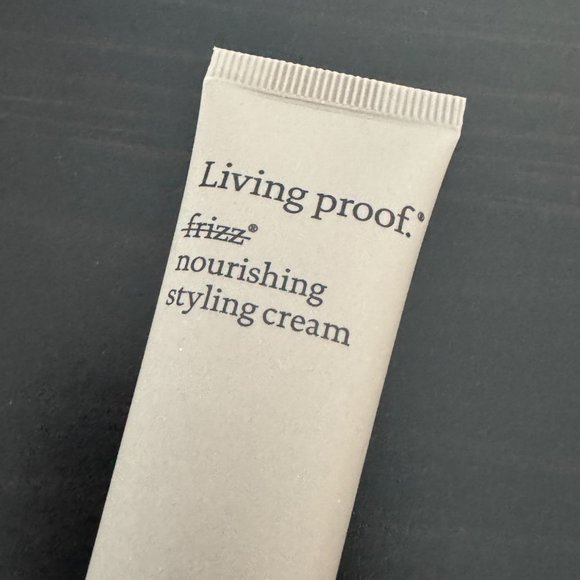 Living proof.®
frizz®
nourishing
styling cream